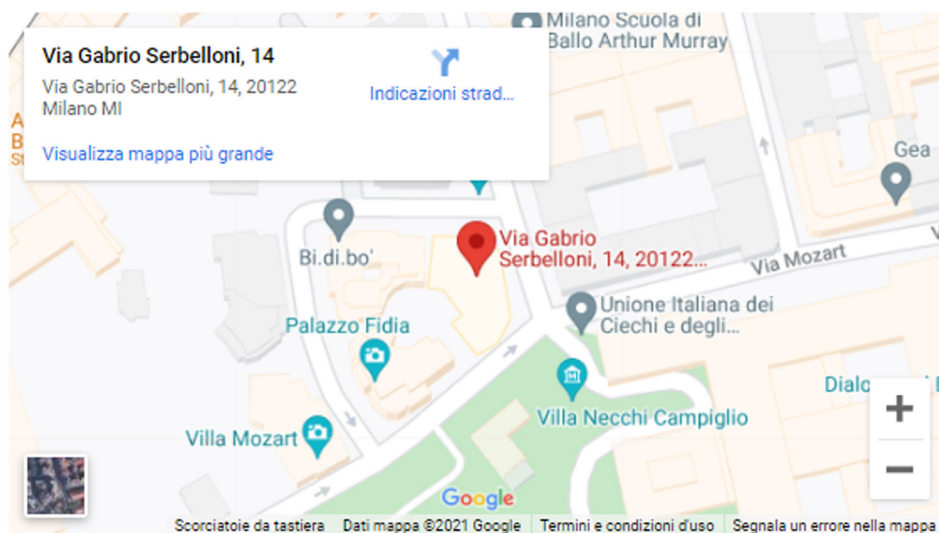 Milano Scuola di
Ballo Arthur Murray
Via Gabrio Serbelloni, 14
Via Gabrio Serbelloni, 14, 20122
Milano MI
Indicazioni strad...
Visualizza mappa più grande
A
B
St
Gea
Bi.di.bo'
Via Gabrio
Serbelloni, 14, 20122...
Via Mozart
V
Unione Italiana dei
Ciechi e degli...
Palazzo Fidia
Dialo
Villa Necchi Campiglio
Villa Mozart
Google
Scorciatoie da tastiera
Dati mappa ©2021 Google
Termini e condizioni d'uso
Segnala un errore nella mappa